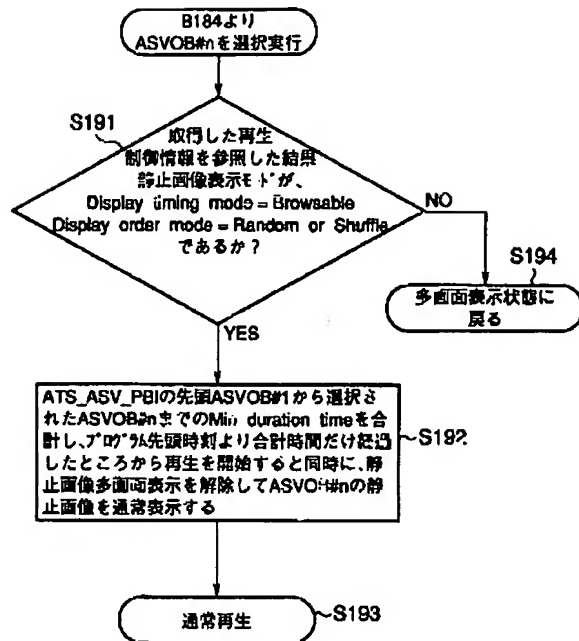 B184より
ASVOB#nを選択実行
S191
取得した再生
制御情報を参照した結果
静止画像表示モードが、
Display timing mode = Browsable
Display order mode = Random or Shuffle
であるか?
NO
S194
多画面表示状態に
戻る
YES
ATS_ASV_PBIの先頭ASVOB#1から選択さ
れたASVOB#nまでのMin duration timeを合
計し、プログラム先頭時刻より合計時間だけ経過
したところから再生を開始すると同時に、静
止画像多画面表示を解除してASVOB#nの静
止画像を通常表示する
S192
通常再生
S193